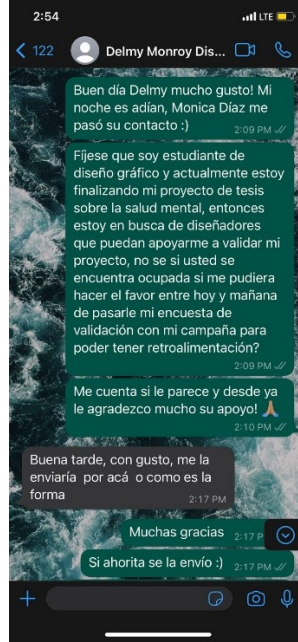 2:54
LTE
122
Delmy Monroy Dis...
Buen día Delmy mucho gusto! Mi
noche es adían, Monica Díaz me
pasó su contacto :)
2:09 PM
Fíjese que soy estudiante de
diseño gráfico y actualmente estoy
finalizando mi proyecto de tesis
sobre la salud mental, entonces
estoy en busca de diseñadores
que puedan apoyarme a validar mi
proyecto, no se si usted se
encuentra ocupada si me pudiera
hacer el favor entre hoy y mañana
de pasarle mi encuesta de
validación con mi campaña para
poder tener retroalimentación?
2:09 PM
Me cuenta si le parece y desde ya
le agradezco mucho su apoyo! 🙏🏽
2:10 PM
Buena tarde, con gusto, me la
enviaría por acá o como es la
forma
2:17 PM
Muchas gracias
2:17 P
Si ahorita se la envío :)
2:17 PM